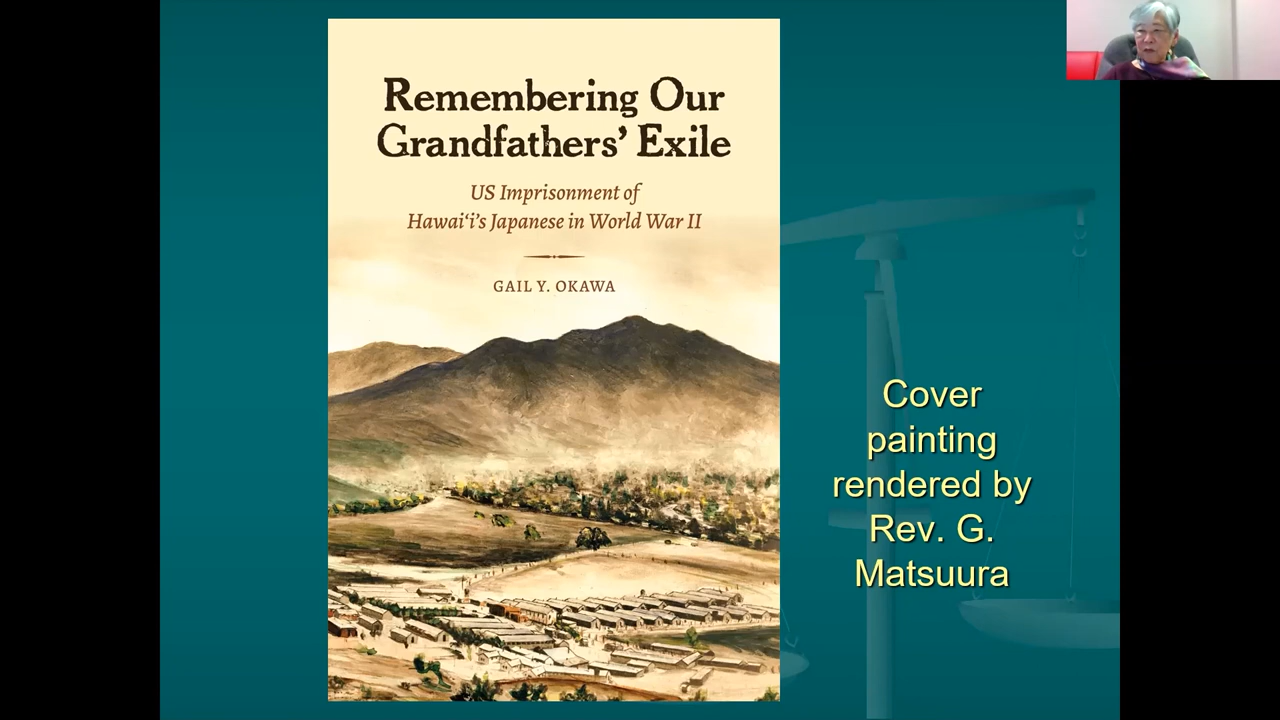 Remembering Our
Grandfathers’ Exile
US Imprisonment of
Hawai‘i’s Japanese in World War II
GAIL Y. OKAWA
Cover
painting
rendered by
Rev. G.
Matsuura